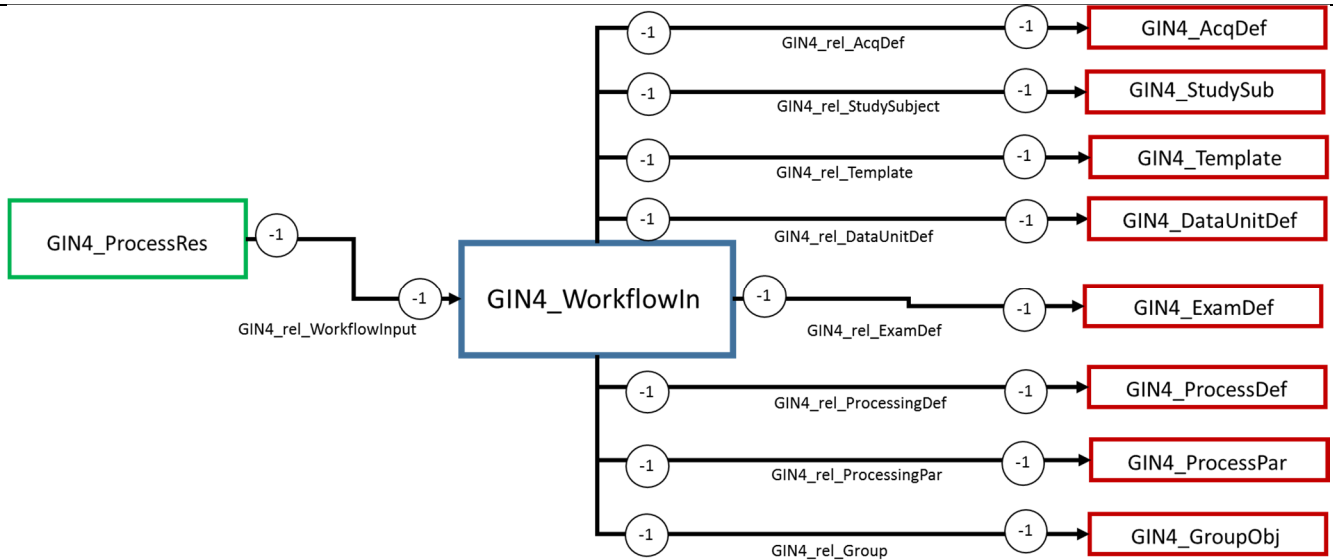 -1
-1
GIN4_AcqDef
GIN4_rel_AcqDef
-1
-1
GIN4_StudySub
GIN4_rel_StudySubject
-1
-1
GIN4_Template
GIN4_rel_Template
-1
-1
GIN4_DataUnitDef
GIN4_rel_DataUnitDef
GIN4_ProcessRes
-1
-1
GIN4_rel_WorkflowInput
GIN4_WorkflowIn
-1
-1
GIN4_ExamDef
GIN4_rel_ExamDef
-1
-1
GIN4_ProcessDef
GIN4_rel_ProcessingDef
-1
-1
GIN4_ProcessPar
GIN4_rel_ProcessingPar
-1
-1
GIN4_GroupObj
GIN4_rel_Group